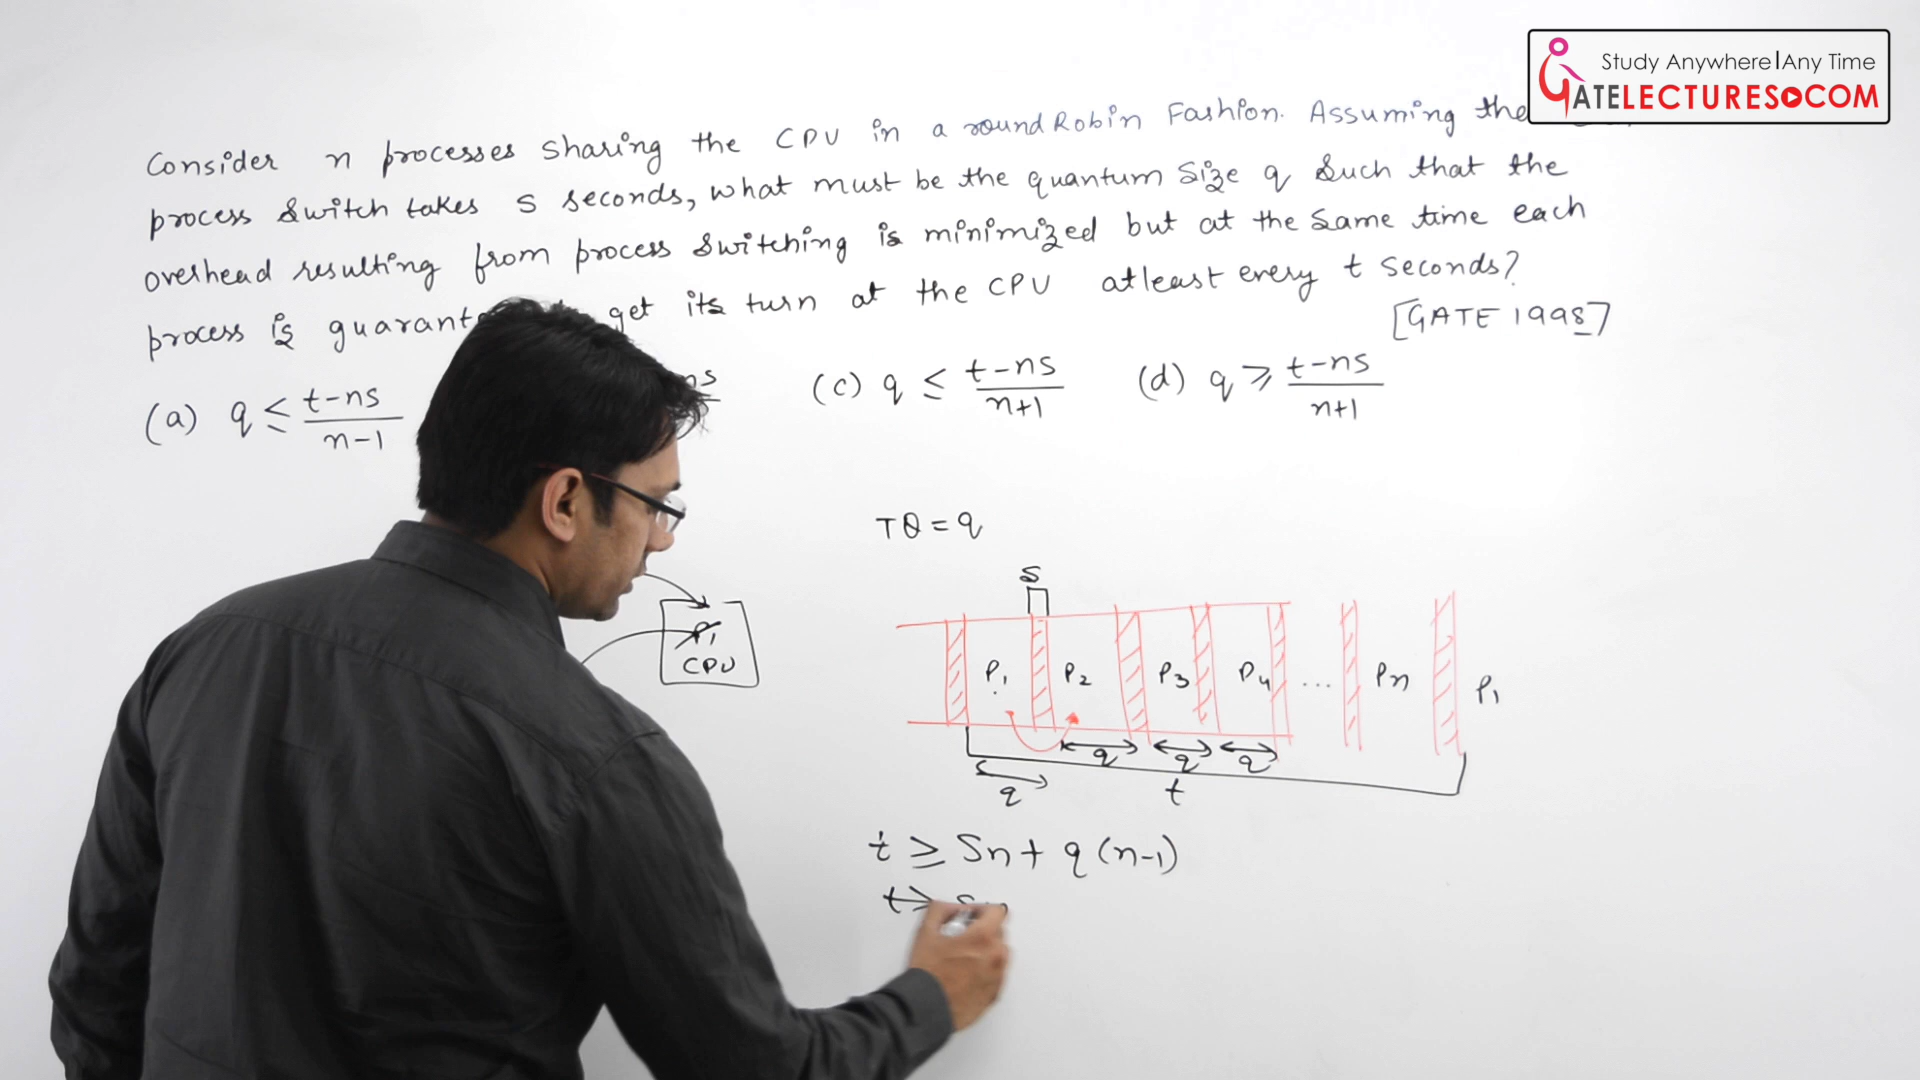 Study Anywhere|Any Time
GATELECTURES.COM
Consider n processes sharing the CPU in a round Robin Fashion. Assuming the
process switch takes s seconds, what must be the quantum size q such that the
overhead resulting from process switching is minimized but at the same time each
process is get its turn at the CPU atleast every t seconds?
[GATE 1998]
(a) q ≤ t-ns / n-1
(c) q ≤ t-ns / n+1
(d) q ≥ t-ns / n+1
TQ = q
S
P1
CPU
P1 P2 P3 P4 ... Pn P1
q q q
q t
t ≥ Sn + q(n-1)
t ≥